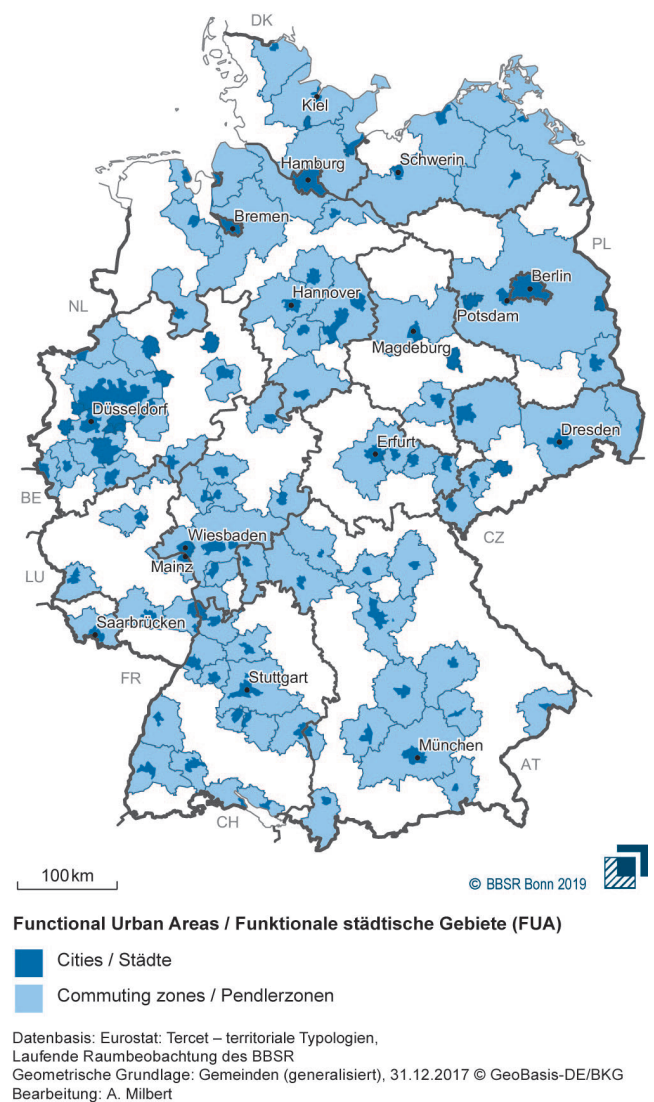 DK
Kiel
Hamburg
Schwerin
Bremen
PL
Berlin
NL
Hannover
Potsdam
Magdeburg
Düsseldorf
Dresden
Erfurt
BE
Wiesbaden
CZ
Mainz
LU
Saarbrücken
FR
Stuttgart
München
AT
CH
100 km
© BBSR Bonn 2019
Functional Urban Areas / Funktionale städtische Gebiete (FUA)
Cities / Städte
Commuting zones / Pendlerzonen
Datenbasis: Eurostat: Tercet – territoriale Typologien,
Laufende Raumbeobachtung des BBSR
Geometrische Grundlage: Gemeinden (generalisiert), 31.12.2017 © GeoBasis-DE/BKG
Bearbeitung: A. Milbert